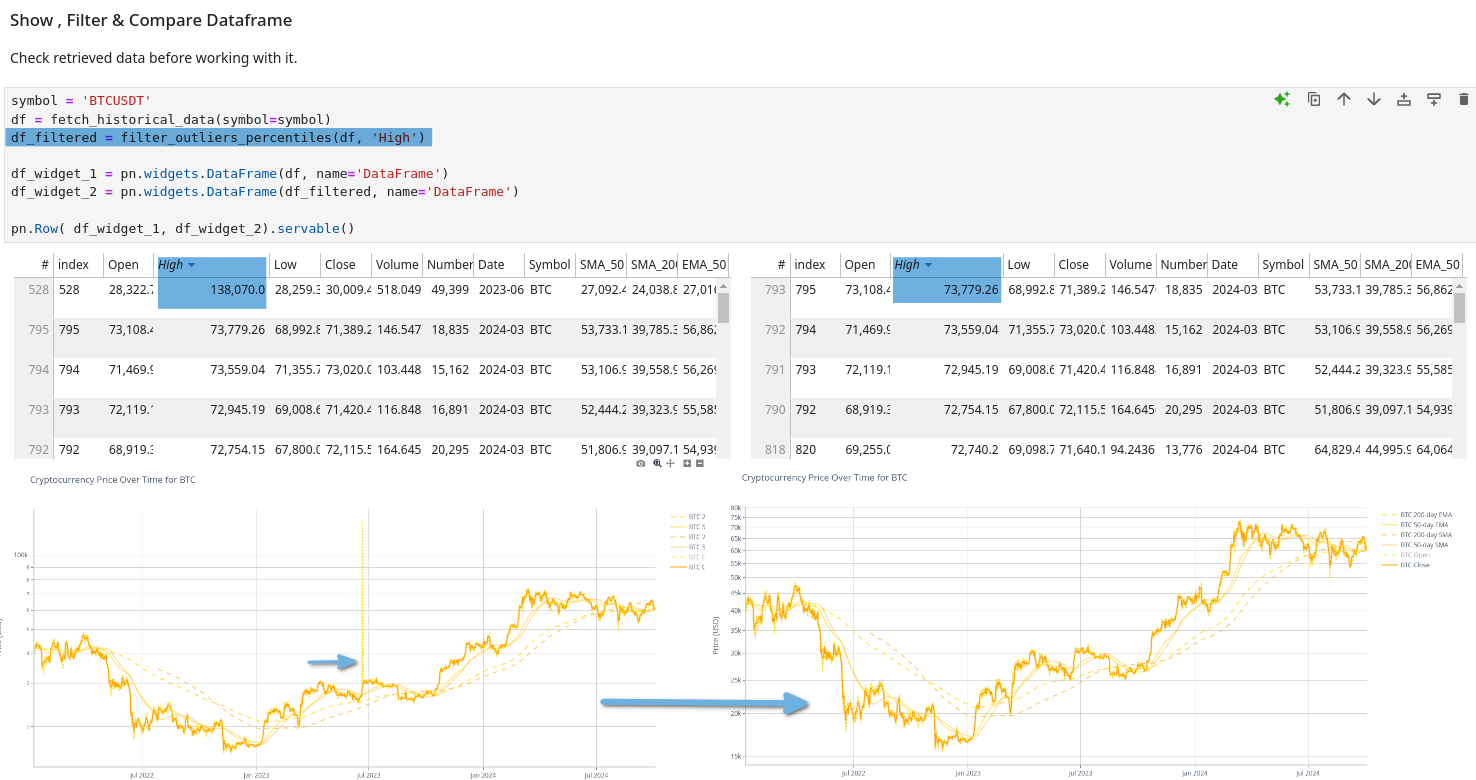 Show , Filter & Compare Dataframe
Check retrieved data before working with it.
symbol = 'BTCUSDT'
df = fetch_historical_data(symbol=symbol)
df_filtered = filter_outliers_percentiles(df, 'High')
df_widget_1 = pn.widgets.DataFrame(df, name='DataFrame')
df_widget_2 = pn.widgets.DataFrame(df_filtered, name='DataFrame')
pn.Row( df_widget_1, df_widget_2).servable()
# index Open High Low Close Volume Number Date Symbol SMA_50 SMA_20 EMA_50
528 528 28,322.7 138,070.0 28,259.3 30,009.4 518.049 49,399 2023-06 BTC 27,092.4 24,038.8 27,01
795 795 73,108.4 73,779.26 68,992.8 71,389.2 146.547 18,835 2024-03 BTC 53,733.1 39,785.3 56,862
794 794 71,469.9 73,559.04 71,355.7 73,020.0 103.448 15,162 2024-03 BTC 53,106.9 39,558.9 56,269
793 793 72,119.1 72,945.19 69,008.6 71,420.4 116.848 16,891 2024-03 BTC 52,444.2 39,323.9 55,585
792 792 68,919.3 72,754.15 67,800.0 72,115.5 164.645 20,295 2024-03 BTC 51,806.9 39,097.1 54,939
# index Open High Low Close Volume Number Date Symbol SMA_50 SMA_20 EMA_50
793 795 73,108.4 73,779.26 68,992.8 71,389.2 146.547 18,835 2024-03 BTC 53,733.1 39,785.3 56,862
792 794 71,469.9 73,559.04 71,355.7 73,020.0 103.448 15,162 2024-03 BTC 53,106.9 39,558.9 56,269
791 793 72,119.1 72,945.19 69,008.6 71,420.4 116.848 16,891 2024-03 BTC 52,444.2 39,323.9 55,585
790 792 68,919.3 72,754.15 67,800.0 72,115.5 164.645 20,295 2024-03 BTC 51,806.9 39,097.1 54,939
818 820 69,255.0 72,740.2 69,098.7 71,640.1 94.2436 13,776 2024-04 BTC 64,829.4 44,995.9 64,064
Cryptocurrency Price Over Time for BTC
100k
9
8
7
6
5
4
3
2
BTC 2
BTC 5
BTC 2
BTC 5
BTC C
BTC C
Jul 2022
Jan 2023
Jul 2023
Jan 2024
Jul 2024
Cryptocurrency Price Over Time for BTC
Price (USD)
80k
75k
70k
65k
60k
55k
50k
45k
40k
35k
30k
25k
20k
15k
BTC 200-day EMA
BTC 50-day EMA
BTC 200-day SMA
BTC 50-day SMA
BTC Open
BTC Close
Jul 2022
Jan 2023
Jul 2023
Jan 2024
Jul 2024